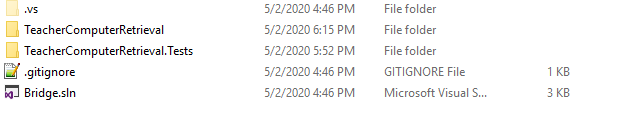 .vs 5/2/2020 4:46 PM File folder
TeacherComputerRetrieval 5/2/2020 6:15 PM File folder
TeacherComputerRetrieval.Tests 5/2/2020 5:52 PM File folder
.gitignore 5/2/2020 4:46 PM GITIGNORE File 1 KB
Bridge.sln 5/2/2020 4:46 PM Microsoft Visual S... 3 KB